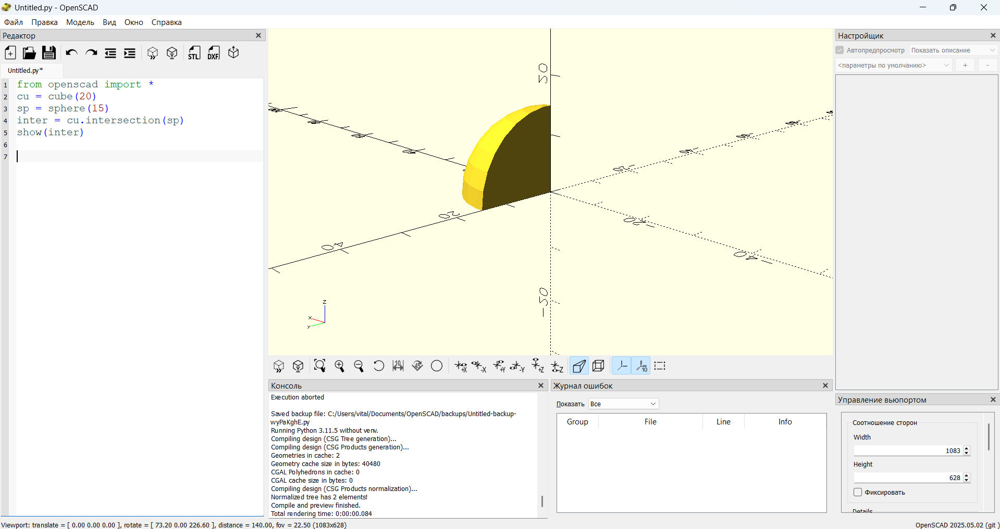 Untitled.py - OpenSCAD
Файл Правка Модель Вид Окно Справка
Редактор
STL DXF
Untitled.py*
1 from openscad import *
2 cu = cube(20)
3 sp = sphere(15)
4 inter = cu.intersection(sp)
5 show(inter)
6
7
50
20
40
-20
-40
-50
z
x
y
10 45 +X -X +Y -Y +Z -Z 10
Консоль
Execution aborted
Saved backup file: C:/Users/vital/Documents/OpenSCAD/backups/Untitled-backup-
wyPaKghE.py
Running Python 3.11.5 without venv.
Compiling design (CSG Tree generation)...
Compiling design (CSG Products generation)...
Geometries in cache: 2
Geometry cache size in bytes: 40480
CGAL Polyhedrons in cache: 0
CGAL cache size in bytes: 0
Compiling design (CSG Products normalization)...
Normalized tree has 2 elements!
Compile and preview finished.
Total rendering time: 0:00:00.084
Журнал ошибок
Показать Все
Group File Line Info
Настройщик
Автопредпросмотр Показать описание
<параметры по умолчанию> + -
Управление вьюпортом
Соотношение сторон
Width
1083
Height
628
Фиксировать
Details
Viewport: translate = [ 0.00 0.00 0.00 ], rotate = [ 73.20 0.00 226.60 ], distance = 140.00, fov = 22.50 (1083x628)
OpenSCAD 2025.05.02 (git )